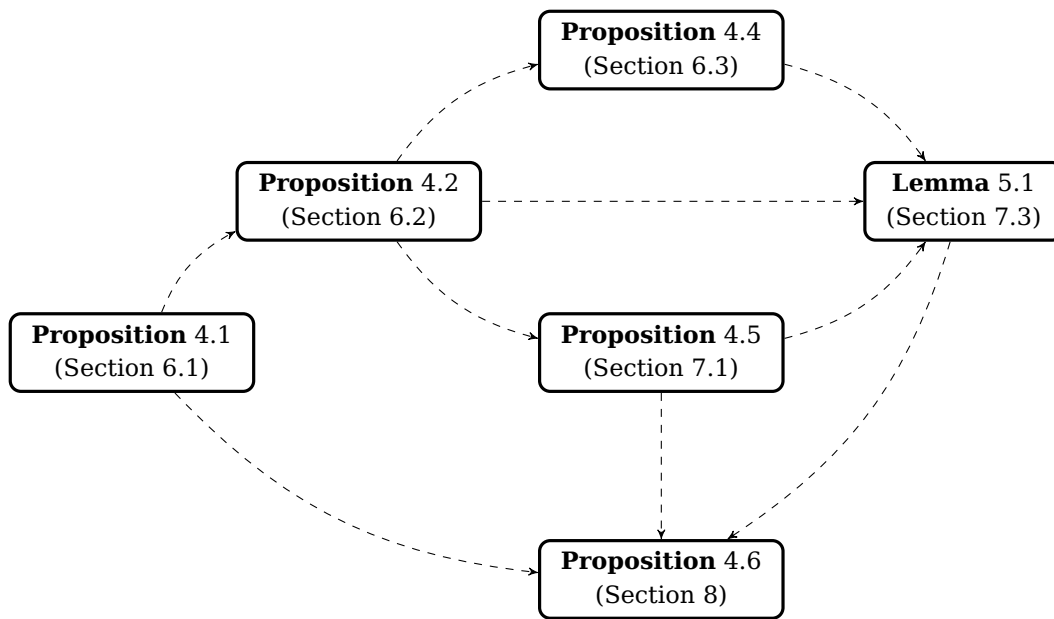 Proposition 4.4
(Section 6.3)
Proposition 4.2
(Section 6.2)
Lemma 5.1
(Section 7.3)
Proposition 4.1
(Section 6.1)
Proposition 4.5
(Section 7.1)
Proposition 4.6
(Section 8)